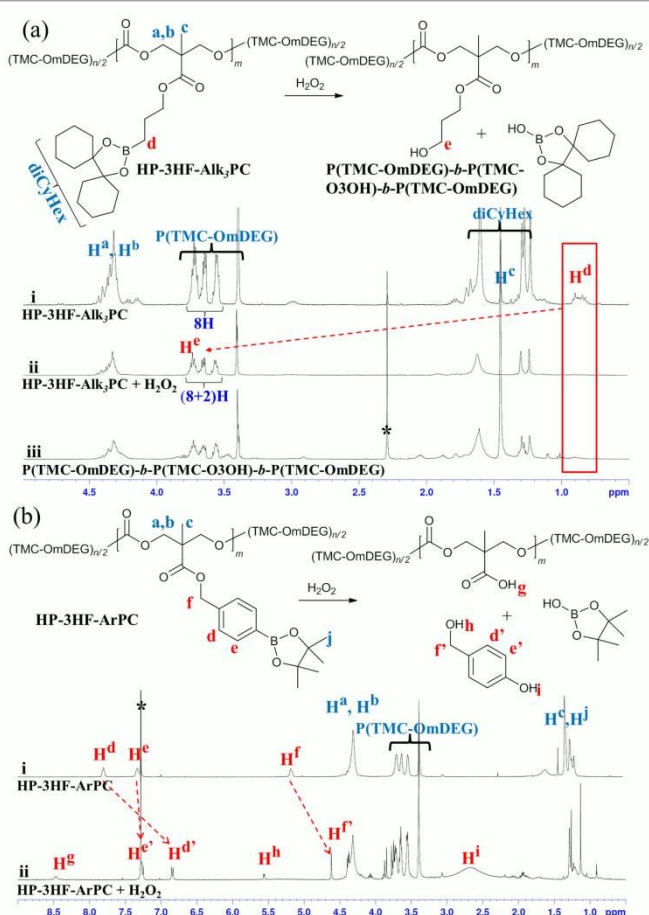 (a)
(TMC-OmDEG)n/2
O
O
a,b
c
O
O
m
(TMC-OmDEG)n/2
O
O
H2O2
(TMC-OmDEG)n/2
O
O
O
O
m
(TMC-OmDEG)n/2
O
O
O
B
O
d
HP-3HF-Alk3PC
diCyHex
HO
e
+
HO
B
O
O
P(TMC-OmDEG)-b-P(TMC-
O3OH)-b-P(TMC-OmDEG)
Ha, Hb
P(TMC-OmDEG)
diCyHex
Hc
Hd
i
HP-3HF-Alk3PC
8H
He
ii
HP-3HF-Alk3PC + H2O2
(8+2)H
*
iii
P(TMC-OmDEG)-b-P(TMC-O3OH)-b-P(TMC-OmDEG)
4.5 4.0 3.5 3.0 2.5 2.0 1.5 1.0 ppm
(b)
(TMC-OmDEG)n/2
O
O
a,b
c
O
O
m
(TMC-OmDEG)n/2
O
O
H2O2
(TMC-OmDEG)n/2
O
O
O
O
m
(TMC-OmDEG)n/2
O
OH
g
HP-3HF-ArPC
f
d
e
B
O
O
j
OH
h
f'
d'
e'
OH
i
+
HO
B
O
O
*
Ha, Hb
P(TMC-OmDEG)
Hc,Hj
Hd
He
Hf
i
HP-3HF-ArPC
Hg
He'
Hd'
Hh
Hf'
Hi
ii
HP-3HF-ArPC + H2O2
8.5 8.0 7.5 7.0 6.5 6.0 5.5 5.0 4.5 4.0 3.5 3.0 2.5 2.0 1.5 1.0 ppm